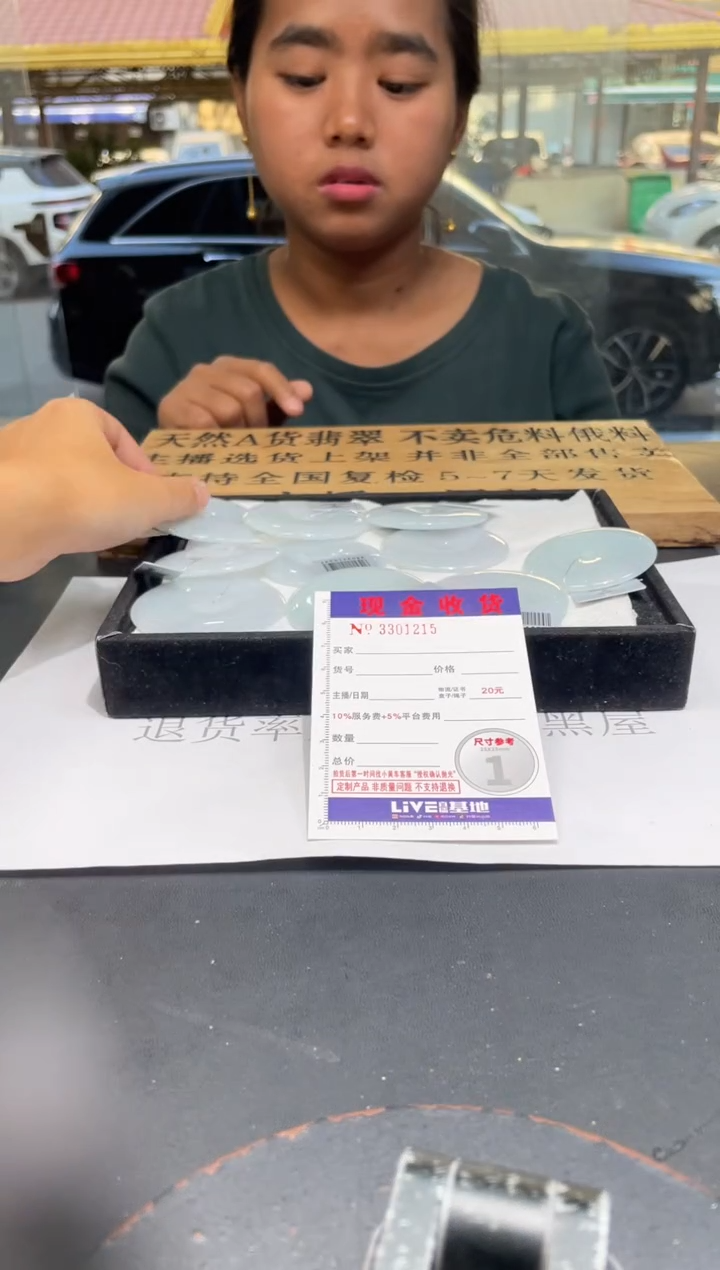 天然A货翡翠 不卖危料俄料
主播选货上架 并非全部售卖
支持全国复检 5-7天发货
现金收货
Nº 3301215
买家
货号 价格
主播/日期 20元
10%服务费+5%平台费用
数量
尺寸参考
1
总价
定制产品 非质量问题 不支持退换
LiVE 基地
退货率 黑屋